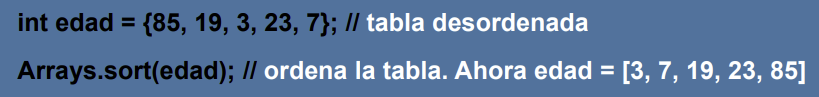 int edad = {85, 19, 3, 23, 7}; // tabla desordenada
Arrays.sort(edad); // ordena la tabla. Ahora edad = [3, 7, 19, 23, 85]